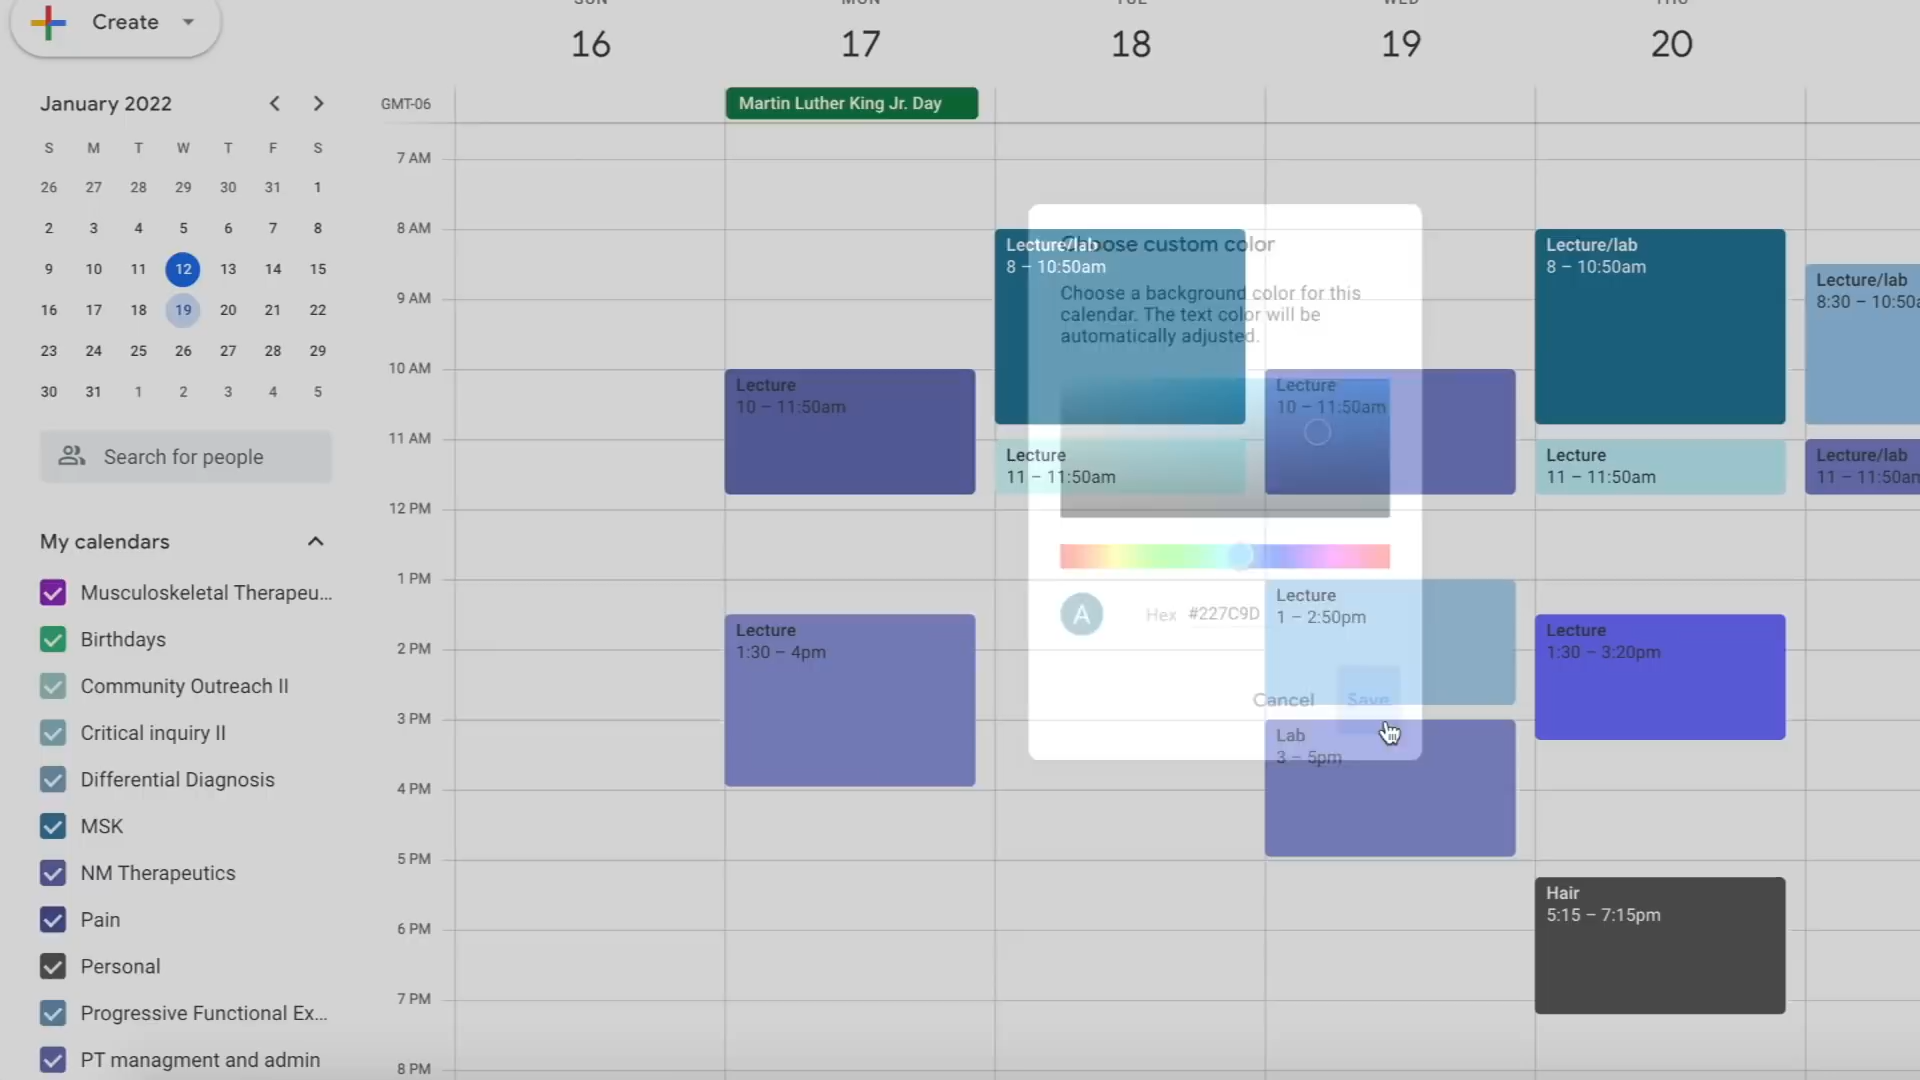 Create
SUN
MON
TUE
WED
THU
16
17
18
19
20
January 2022
GMT-06
Martin Luther King Jr. Day
S M T W T F S
26 27 28 29 30 31 1
2 3 4 5 6 7 8
9 10 11 12 13 14 15
16 17 18 19 20 21 22
23 24 25 26 27 28 29
30 31 1 2 3 4 5
Search for people
My calendars
Musculoskeletal Therapeu...
Birthdays
Community Outreach II
Critical inquiry II
Differential Diagnosis
MSK
NM Therapeutics
Pain
Personal
Progressive Functional Ex...
PT managment and admin
7 AM
8 AM
9 AM
10 AM
11 AM
12 PM
1 PM
2 PM
3 PM
4 PM
5 PM
6 PM
7 PM
8 PM
Lecture
10 – 11:50am
Lecture
1:30 – 4pm
Lecture/lab
8 – 10:50am
Lecture
11 – 11:50am
Choose custom color
Choose a background color for this
calendar. The text color will be
automatically adjusted.
A
Hex #227C9D
Cancel
Save
Lecture
10 – 11:50am
Lecture
1 – 2:50pm
Lab
3 – 5pm
Lecture/lab
8 – 10:50am
Lecture
11 – 11:50am
Lecture
1:30 – 3:20pm
Hair
5:15 – 7:15pm
Lecture/lab
8:30 – 10:50a
Lecture/lab
11 – 11:50am